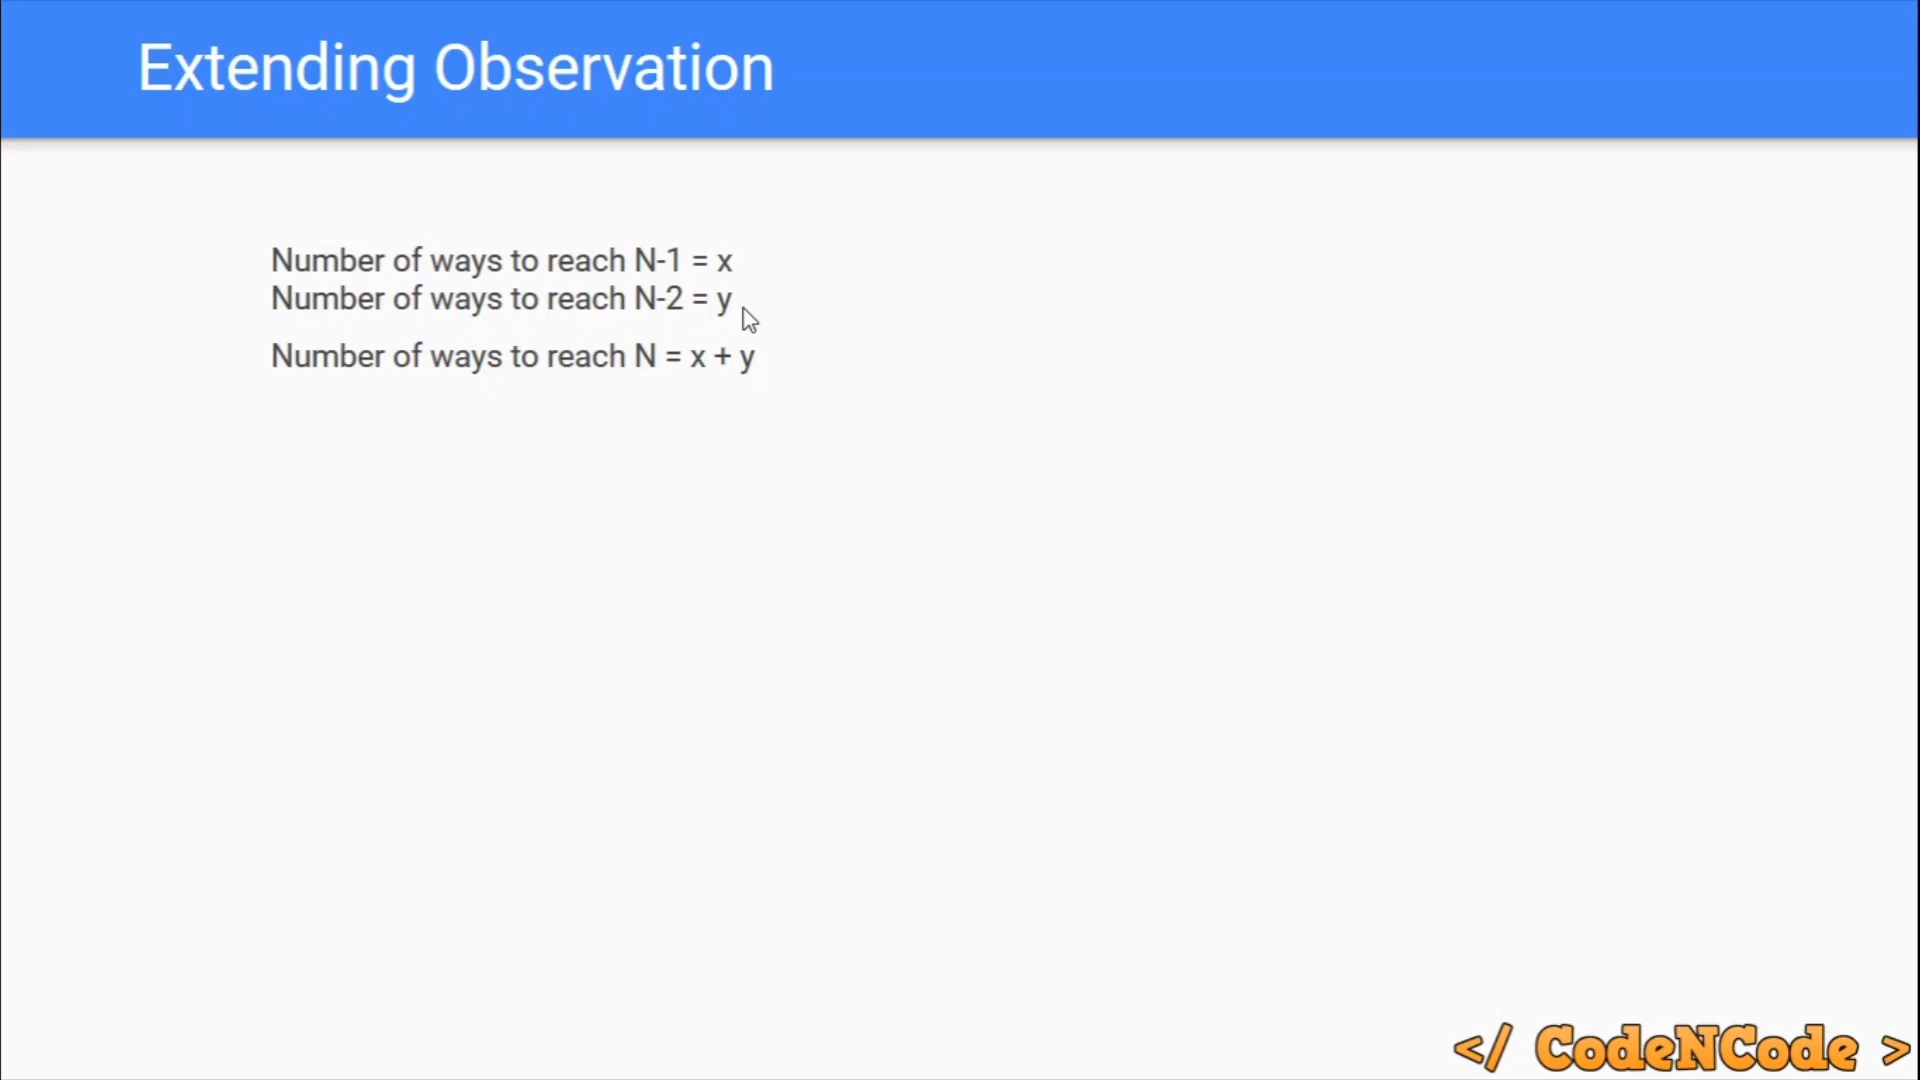 Extending Observation
Number of ways to reach N-1 = x
Number of ways to reach N-2 = y
Number of ways to reach N = x + y
</ CodeNCode >